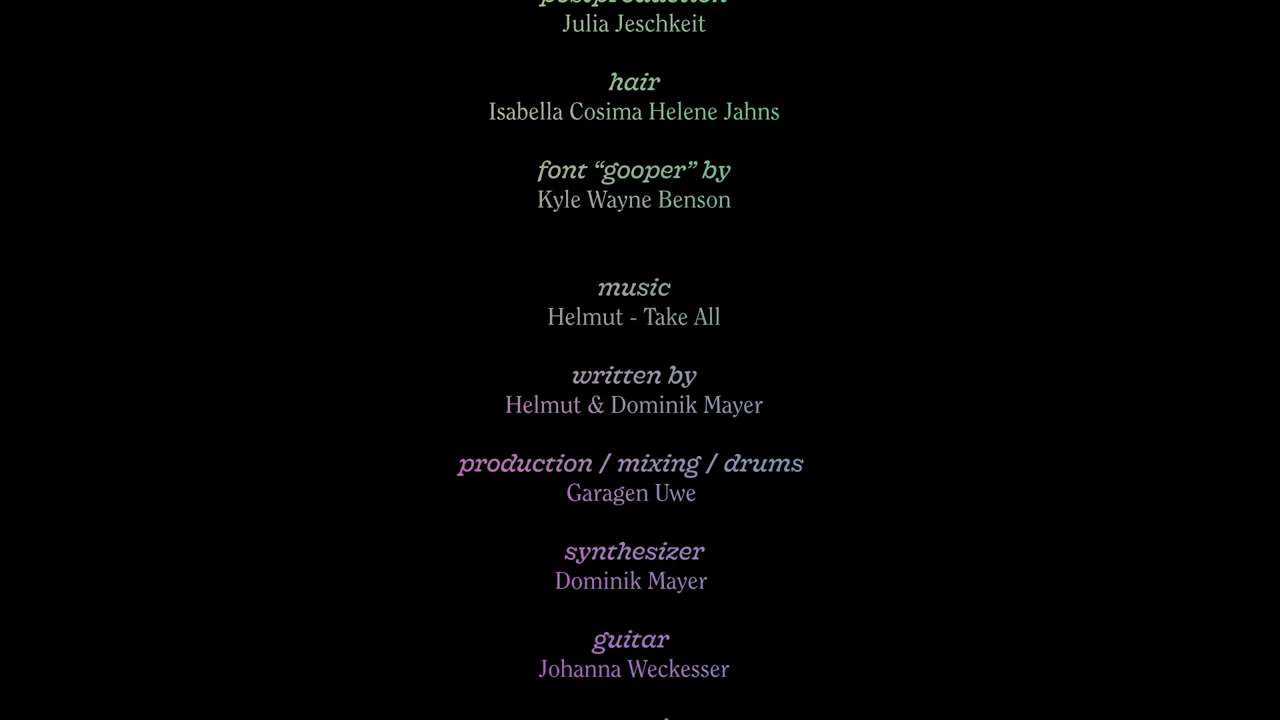 postproduction
Julia Jeschkeit
hair
Isabella Cosima Helene Jahns
font “gooper” by
Kyle Wayne Benson
music
Helmut - Take All
written by
Helmut & Dominik Mayer
production / mixing / drums
Garagen Uwe
synthesizer
Dominik Mayer
guitar
Johanna Weckesser